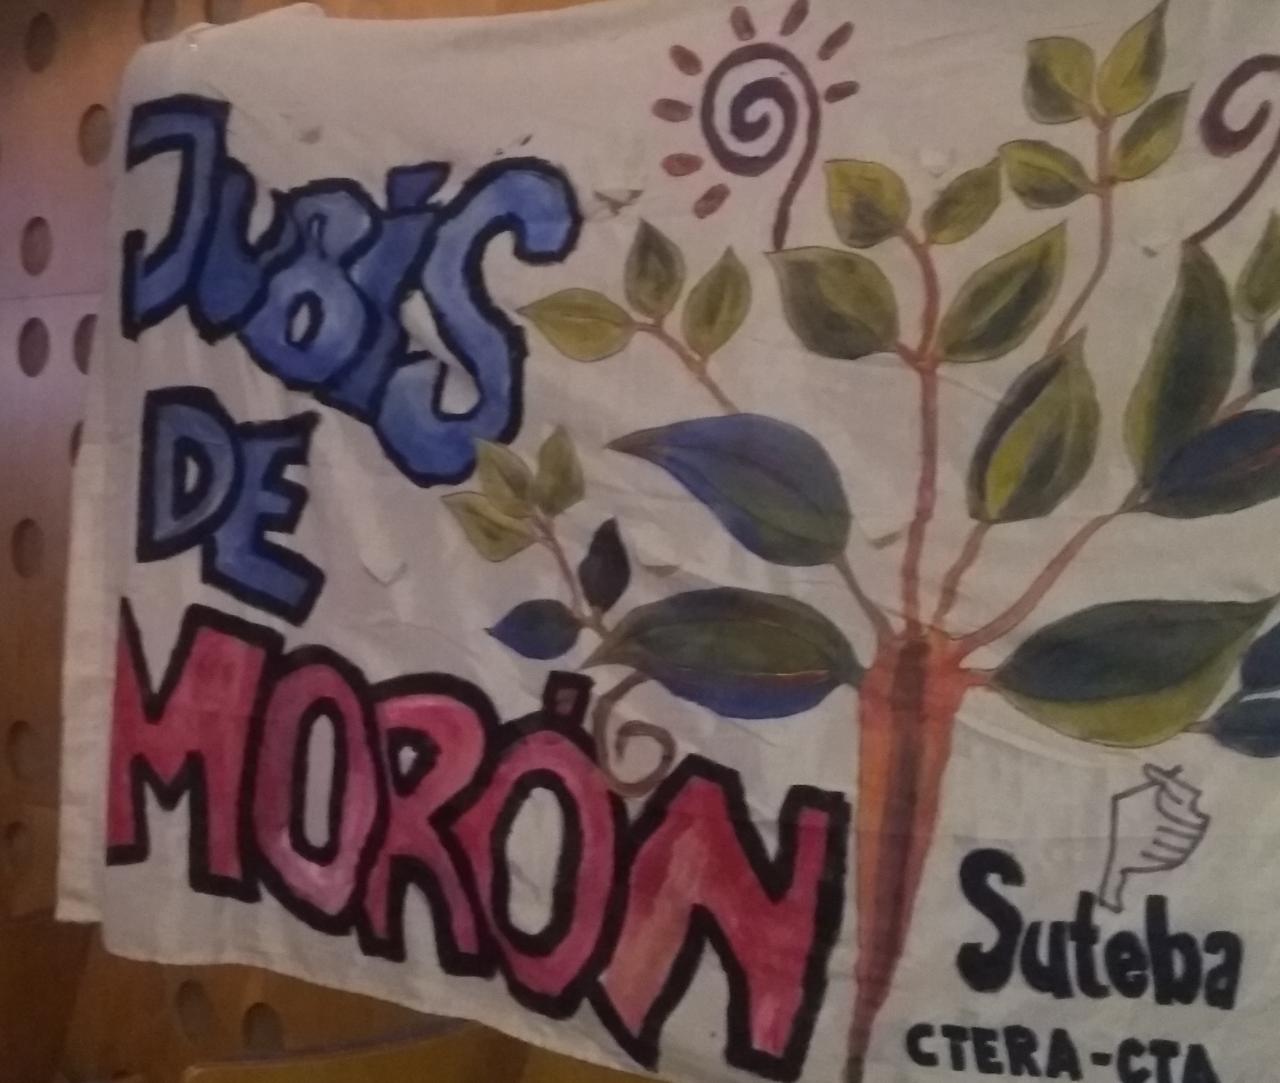 JUBÍS
DE
MORÓN
Suteba
CTERA-CTA